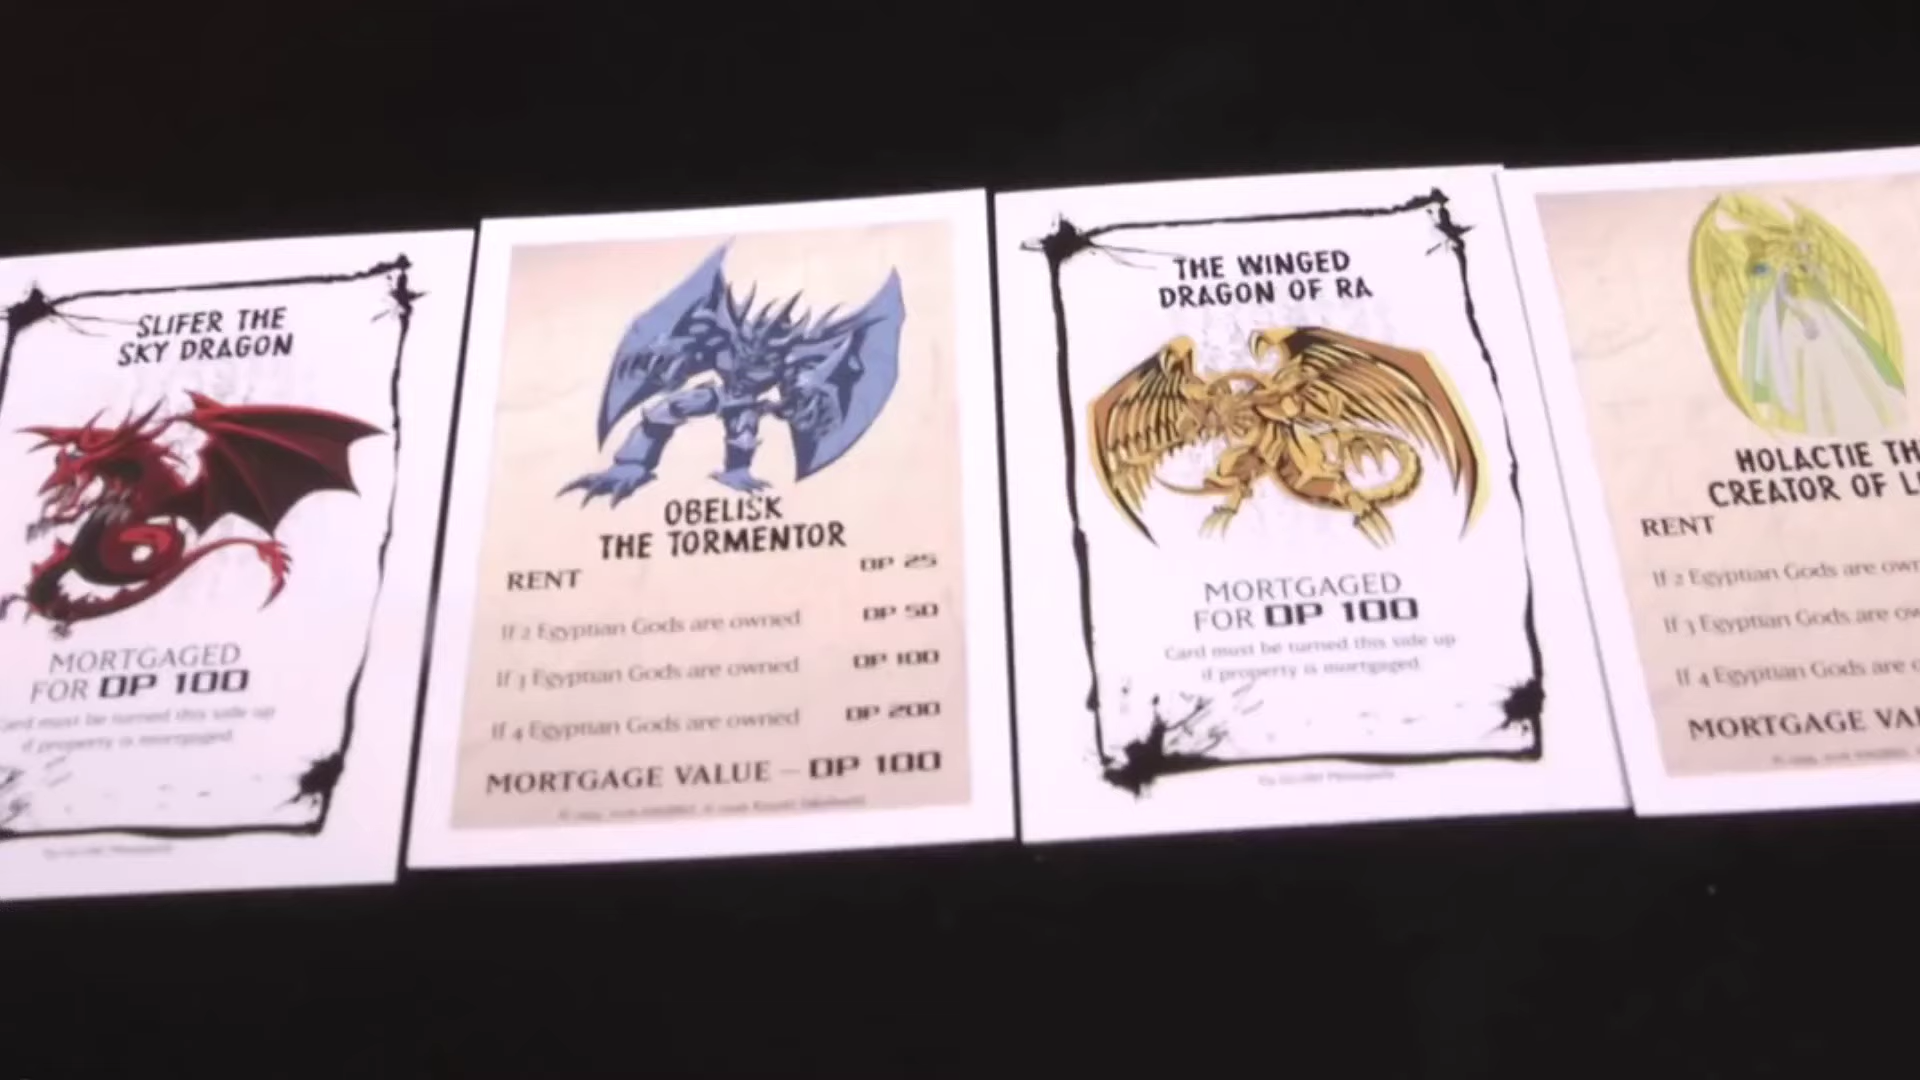 SLIFER THE
SKY DRAGON
MORTGAGED
FOR DP 100
Card must be turned this side up
if property is mortgaged.
OBELISK
THE TORMENTOR
RENT DP 25
If 2 Egyptian Gods are owned DP 50
If 3 Egyptian Gods are owned DP 100
If 4 Egyptian Gods are owned DP 200
MORTGAGE VALUE – DP 100
THE WINGED
DRAGON OF RA
MORTGAGED
FOR DP 100
Card must be turned this side up
if property is mortgaged.
HOLACTIE TH
CREATOR OF L
RENT
If 2 Egyptian Gods are own
If 3 Egyptian Gods are ow
If 4 Egyptian Gods are o
MORTGAGE VA